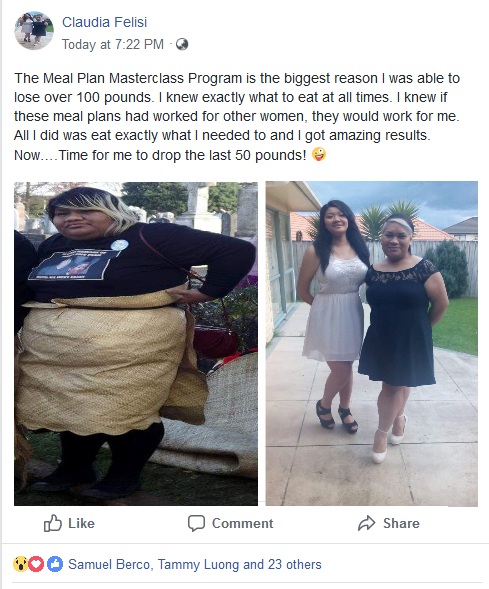 Claudia Felisi
Today at 7:22 PM ·
The Meal Plan Masterclass Program is the biggest reason I was able to
lose over 100 pounds. I knew exactly what to eat at all times. I knew if
these meal plans had worked for other women, they would work for me.
All I did was eat exactly what I needed to and I got amazing results.
Now….Time for me to drop the last 50 pounds! 🤪
Like Comment Share
Samuel Berco, Tammy Luong and 23 others